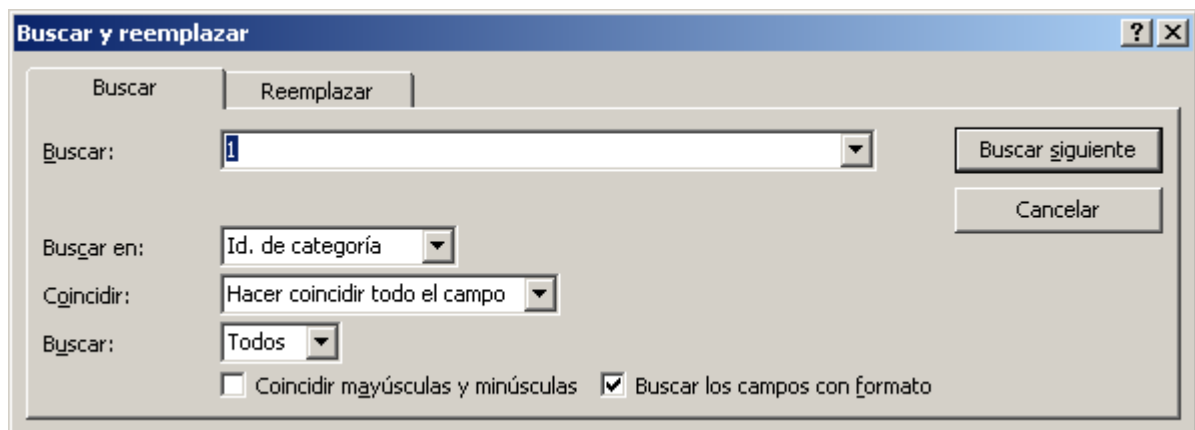 Buscar y reemplazar
Buscar Reemplazar
Buscar: 1 Buscar siguiente
Cancelar
Buscar en: Id. de categoría
Coincidir: Hacer coincidir todo el campo
Buscar: Todos
Coincidir mayúsculas y minúsculas Buscar los campos con formato